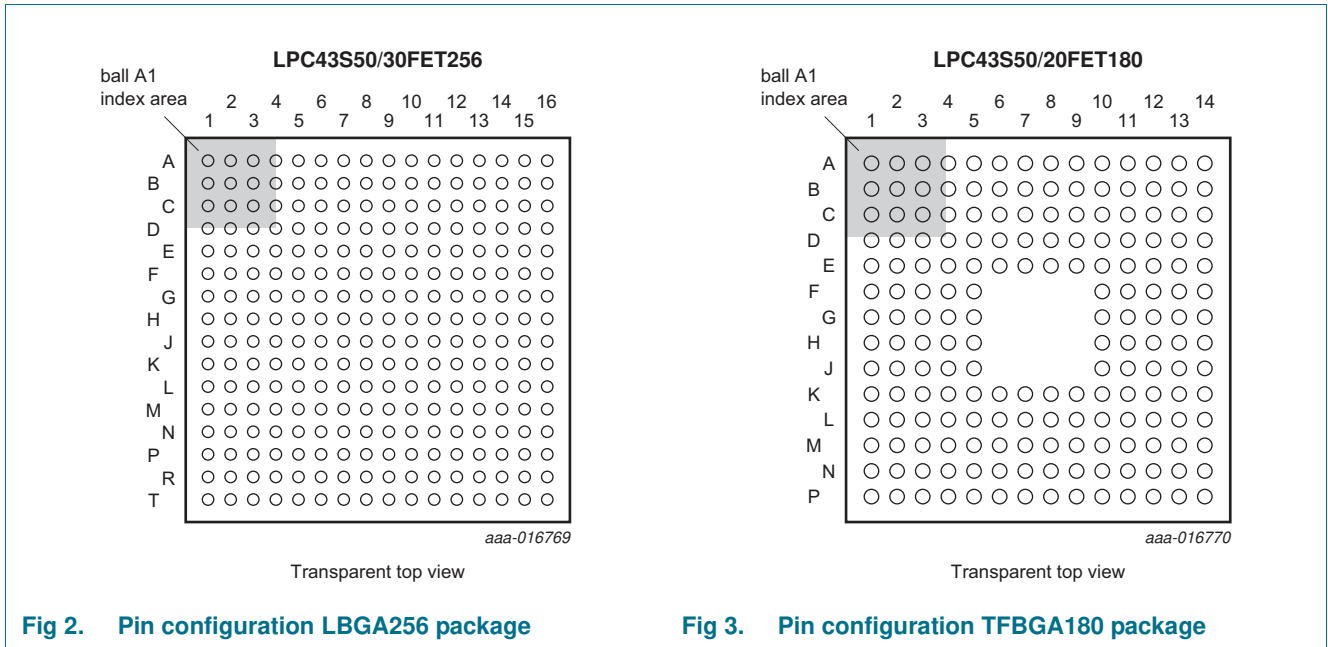 LPC43S50/30FET256
ball A1
index area
2 4 6 8 10 12 14 16
1 3 5 7 9 11 13 15
A
B
C
D
E
F
G
H
J
K
L
M
N
P
R
T
aaa-016769
Transparent top view
Fig 2. Pin configuration LBGA256 package
LPC43S50/20FET180
ball A1
index area
2 4 6 8 10 12 14
1 3 5 7 9 11 13
A
B
C
D
E
F
G
H
J
K
L
M
N
P
aaa-016770
Transparent top view
Fig 3. Pin configuration TFBGA180 package